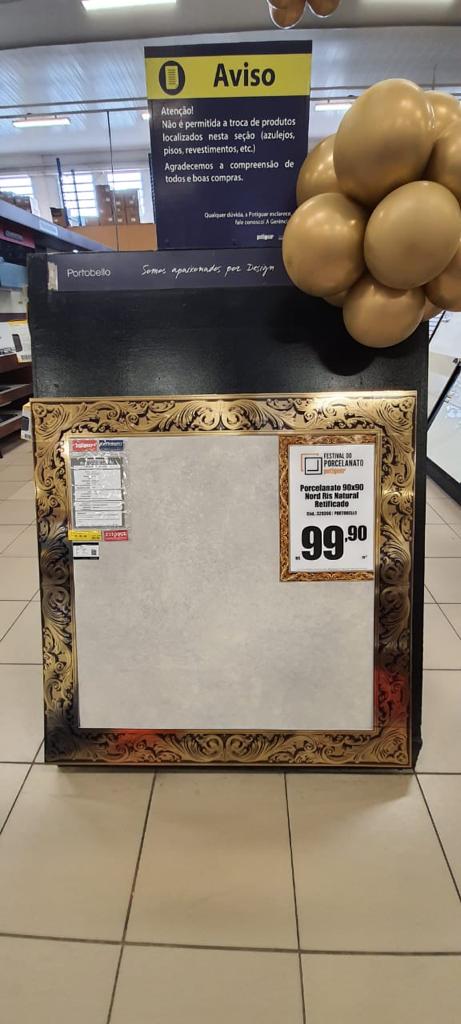 Aviso
Atenção!
Não é permitida a troca de produtos
localizados nesta seção (azulejos,
pisos, revestimentos, etc.)
Agradecemos a compreensão de
todos e boas compras.
Qualquer dúvida, a Potiguar esclarece,
fale conosco! A Gerência
potiguar
Portobello
Somos apaixonados por Design
FESTIVAL DO
PORCELANATO
potiguar
Porcelanato 90x90
Nord Ris Natural
Retificado
PORTOBELLO
R$ 99,90 m²